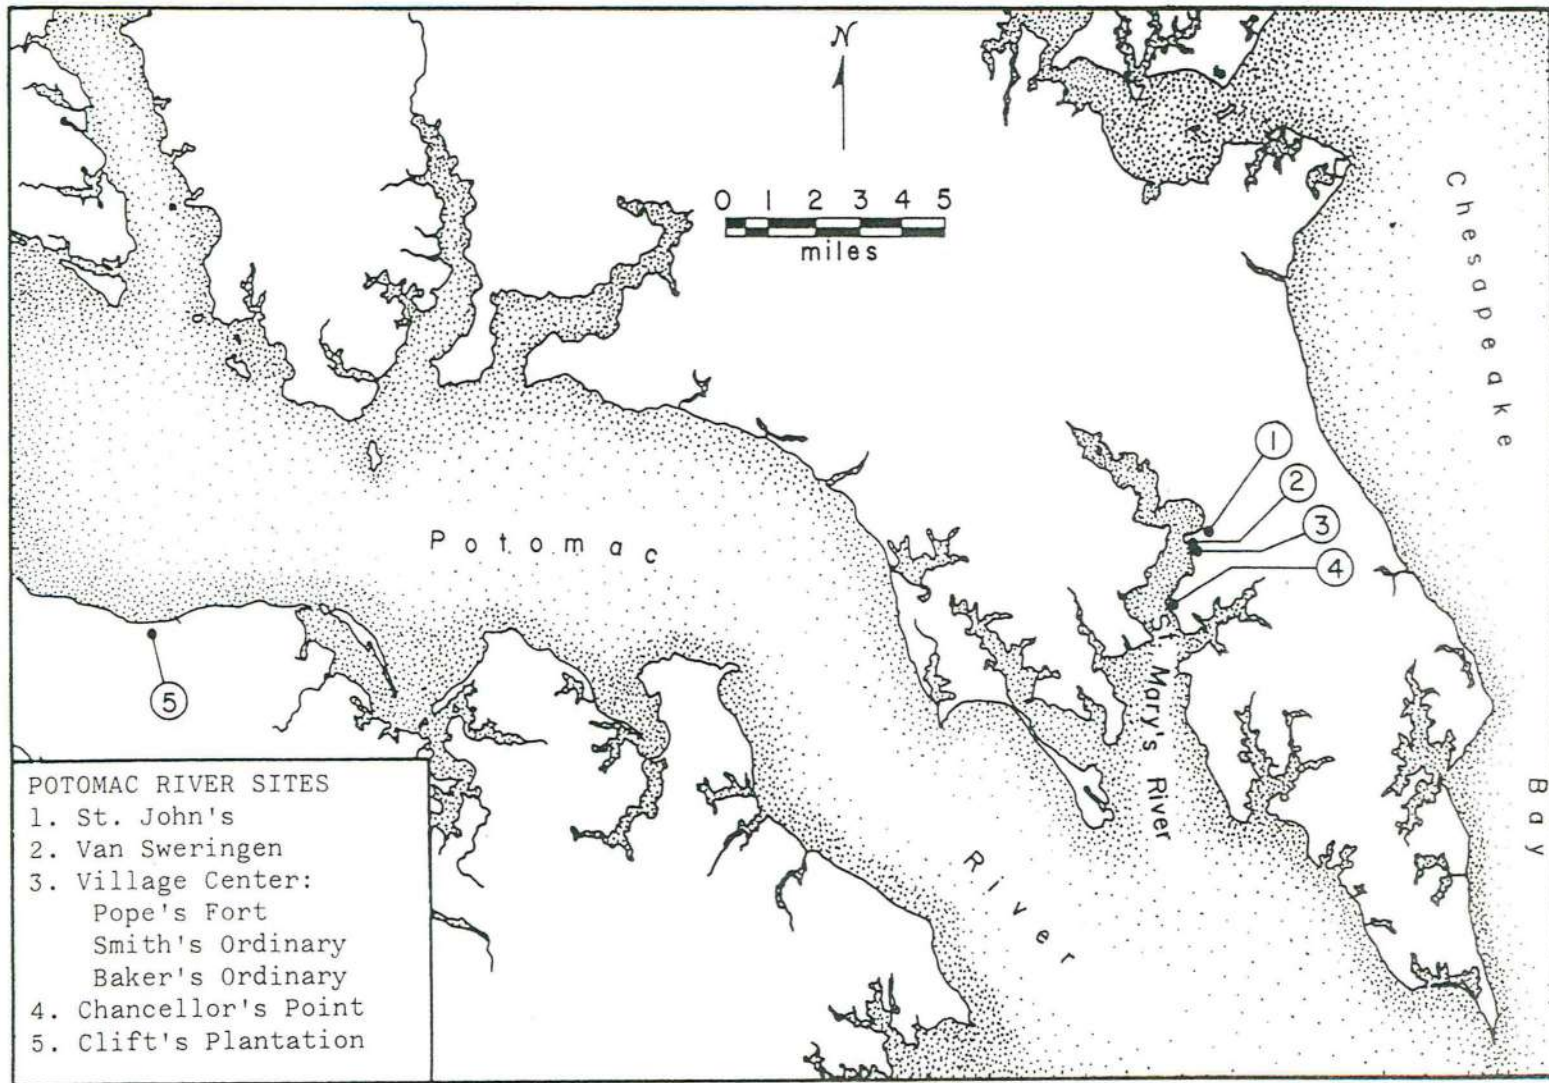 N
0 1 2 3 4 5
miles
Chesapeake
Bay
Potomac
River
St. Mary's River
1
2
3
4
5
POTOMAC RIVER SITES
1. St. John's
2. Van Sweringen
3. Village Center:
Pope's Fort
Smith's Ordinary
Baker's Ordinary
4. Chancellor's Point
5. Clift's Plantation